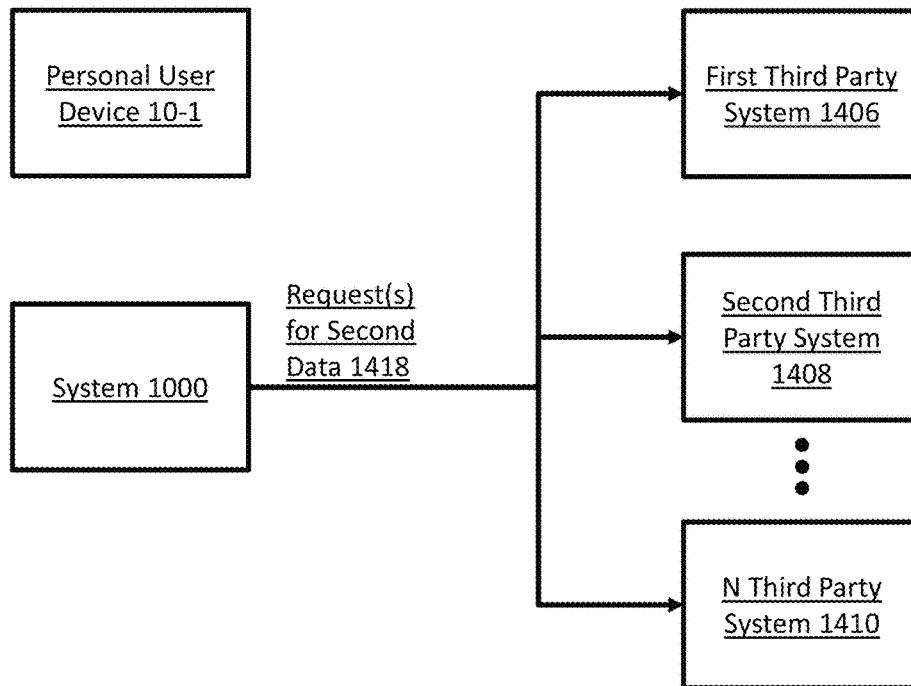 Personal User
Device 10-1
First Third Party
System 1406
Request(s)
for Second
Data 1418
System 1000
Second Third
Party System
1408
N Third Party
System 1410